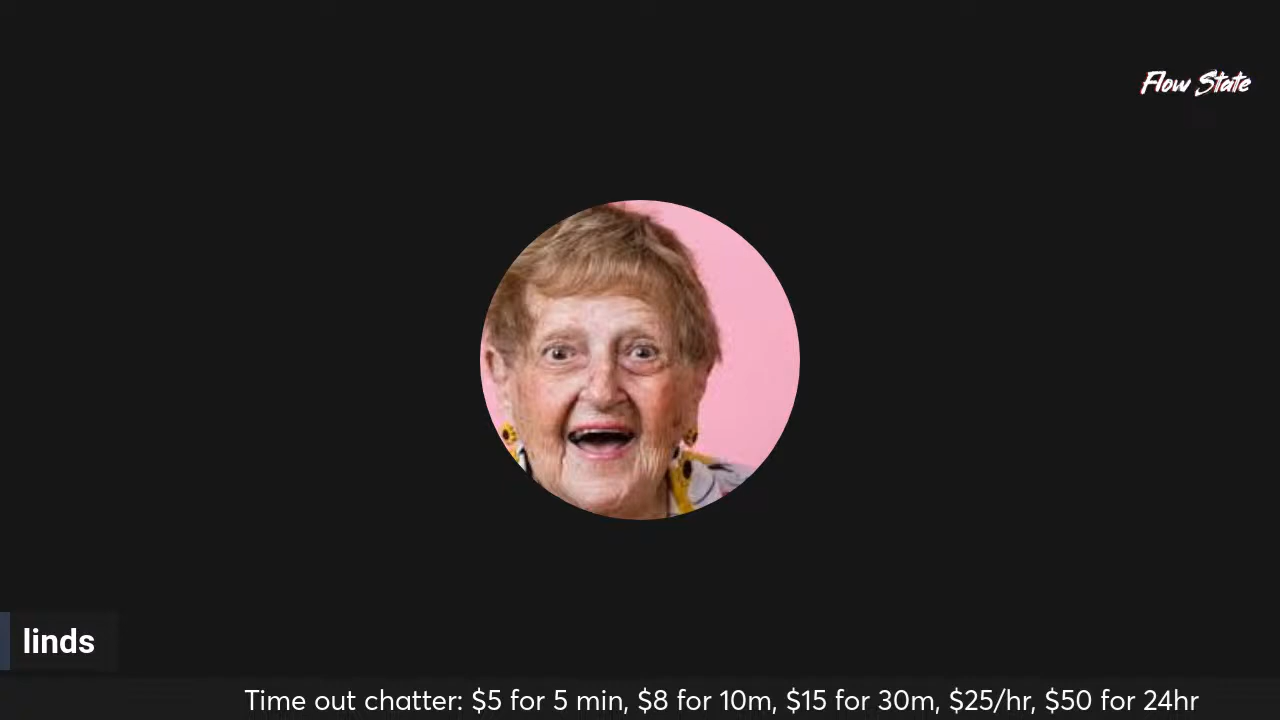 Flow State
linds
Time out chatter: $5 for 5 min, $8 for 10m, $15 for 30m, $25/hr, $50 for 24hr